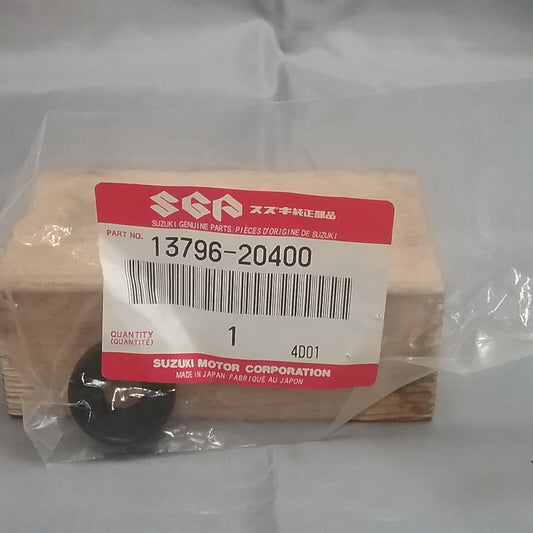 SGP スズキ純正部品
SUZUKI GENUINE PARTS/PIÈCES D'ORIGINE DE SUZUKI
PART NO. 13796-20400
QUANTITY 1 4D01
(QUANTITÉ)
SUZUKI MOTOR CORPORATION
MADE IN JAPAN FABRIQUÉ AU JAPON